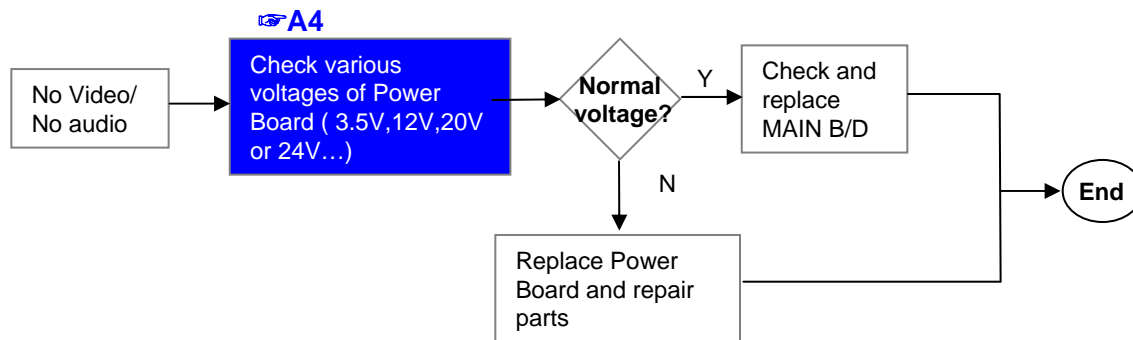 ☞A4
No Video/
No audio
Check various
voltages of Power
Board ( 3.5V,12V,20V
or 24V…)
Normal
voltage?
Y
Check and
replace
MAIN B/D
N
Replace Power
Board and repair
parts
End